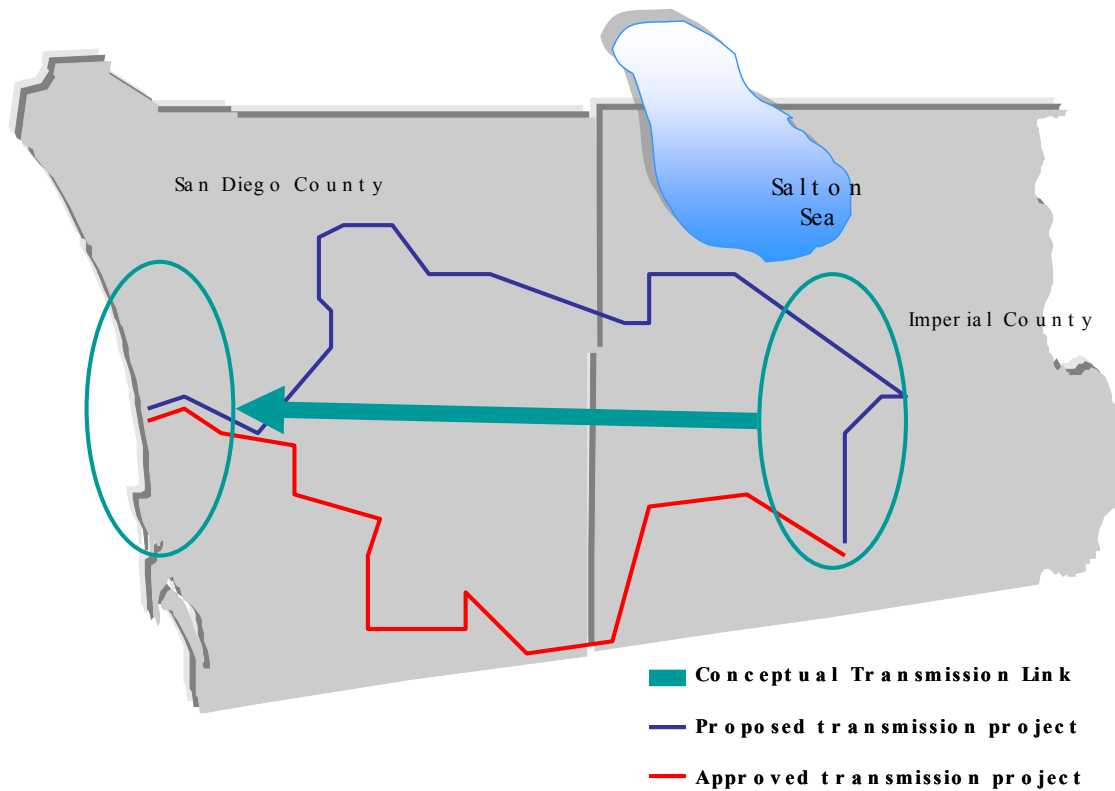 San Diego County
Salton
Sea
Imperial County
Conceptual Transmission Link
Proposed transmission project
Approved transmission project